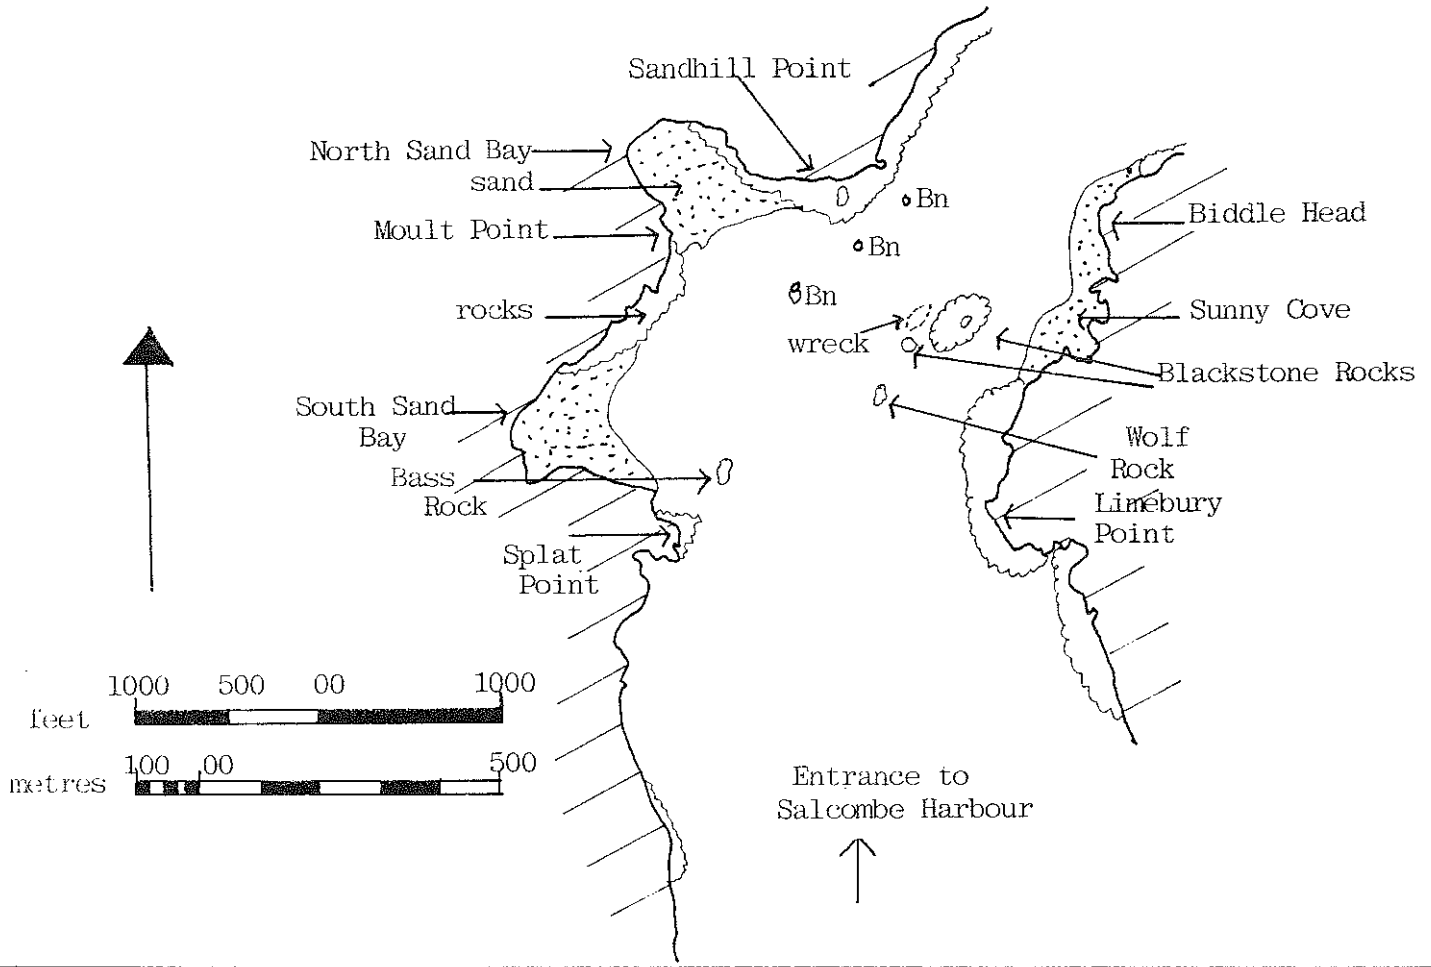 Sandhill Point
North Sand Bay
sand
Bn
Biddle Head
Moult Point
Bn
Bn
rocks
Sunny Cove
wreck
Blackstone Rocks
South Sand
Bay
Wolf
Rock
Bass
Rock
Limebury
Point
Splat
Point
1000 500 00 1000
feet
100 00 500
metres
Entrance to
Salcombe Harbour